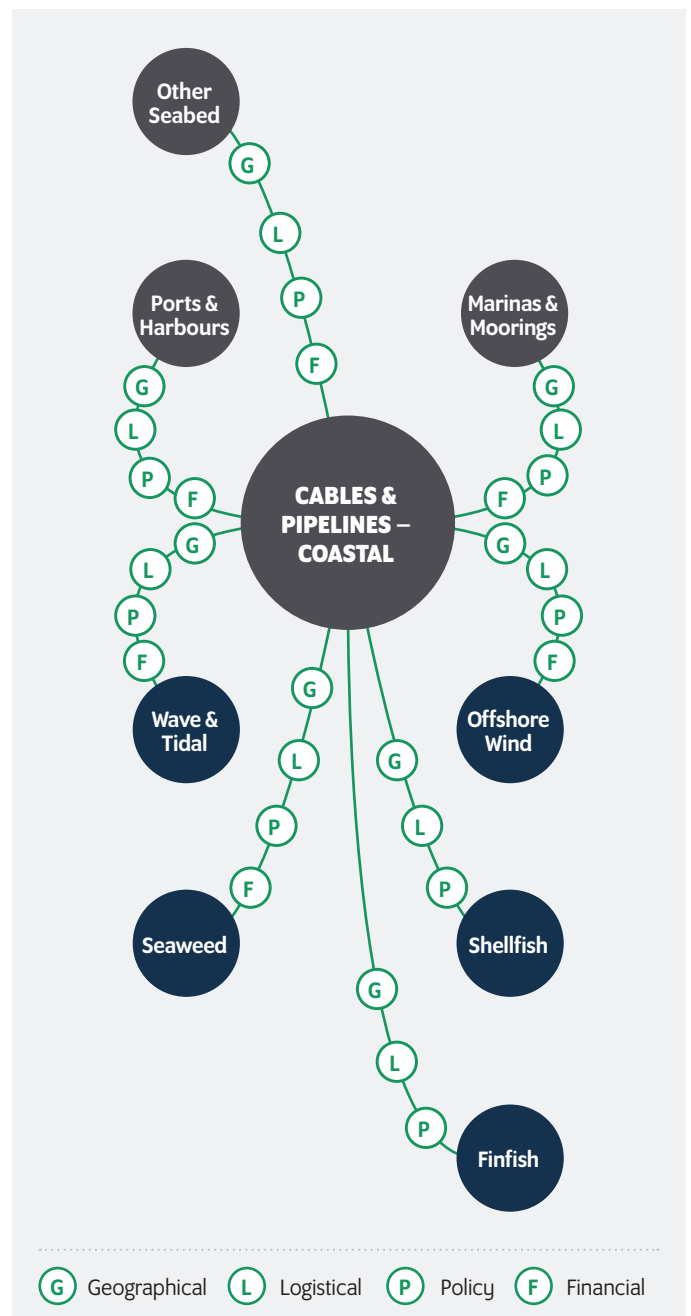 Other
Seabed
G
L
P
F
Ports &
Harbours
G
L
P
F
Marinas &
Moorings
G
L
P
F
CABLES &
PIPELINES –
COASTAL
G
L
P
F
Wave &
Tidal
G
L
P
F
Offshore
Wind
G
L
P
F
Seaweed
G
L
P
Shellfish
G
L
P
Finfish
G Geographical L Logistical P Policy F Financial